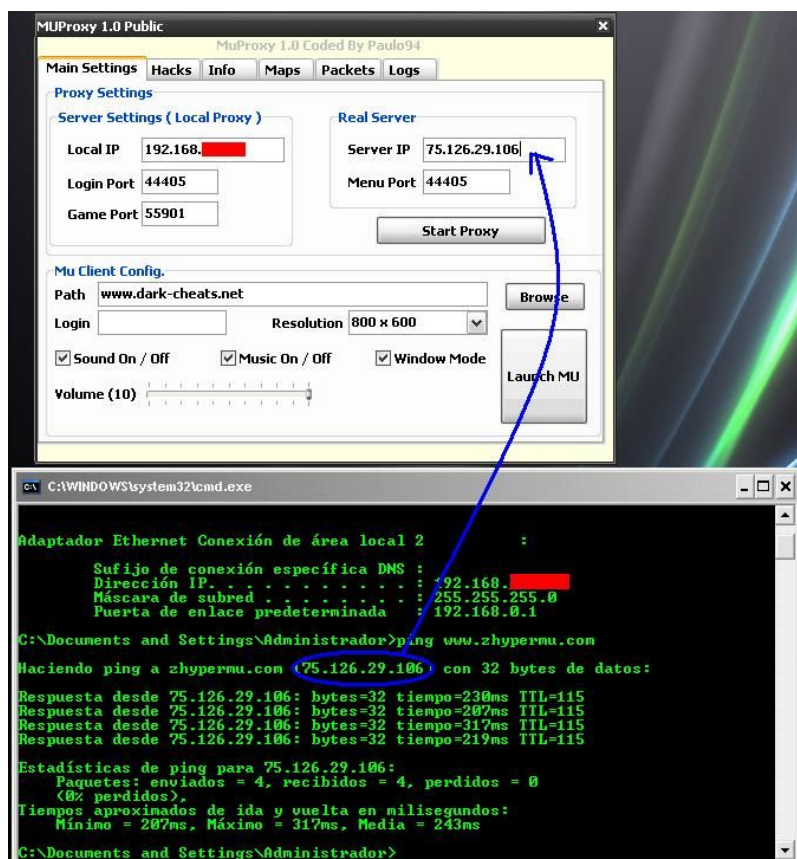 MUProxy 1.0 Public
MuProxy 1.0 Coded By Paulo94
Main Settings Hacks Info Maps Packets Logs
Proxy Settings
Server Settings ( Local Proxy )
Real Server
Local IP 192.168.
Server IP 75.126.29.106
Login Port 44405
Menu Port 44405
Game Port 55901
Start Proxy
Mu Client Config.
Path www.dark-cheats.net
Browse
Login
Resolution 800 x 600
Sound On / Off
Music On / Off
Window Mode
Launch MU
Volume (10)
C:\WINDOWS\system32\cmd.exe
Adaptador Ethernet Conexión de área local 2 :
Sufijo de conexión específica DNS :
Dirección IP. . . . . . . . . . . : 192.168.
Máscara de subred . . . . . . . . : 255.255.255.0
Puerta de enlace predeterminada : 192.168.0.1
C:\Documents and Settings\Administrador>ping www.zhypermu.com
Haciendo ping a zhypermu.com (75.126.29.106) con 32 bytes de datos:
Respuesta desde 75.126.29.106: bytes=32 tiempo=230ms TTL=115
Respuesta desde 75.126.29.106: bytes=32 tiempo=207ms TTL=115
Respuesta desde 75.126.29.106: bytes=32 tiempo=317ms TTL=115
Respuesta desde 75.126.29.106: bytes=32 tiempo=219ms TTL=115
Estadísticas de ping para 75.126.29.106:
Paquetes: enviados = 4, recibidos = 4, perdidos = 0
(0% perdidos),
Tiempos aproximados de ida y vuelta en milisegundos:
Mínimo = 207ms, Máximo = 317ms, Media = 243ms
C:\Documents and Settings\Administrador>